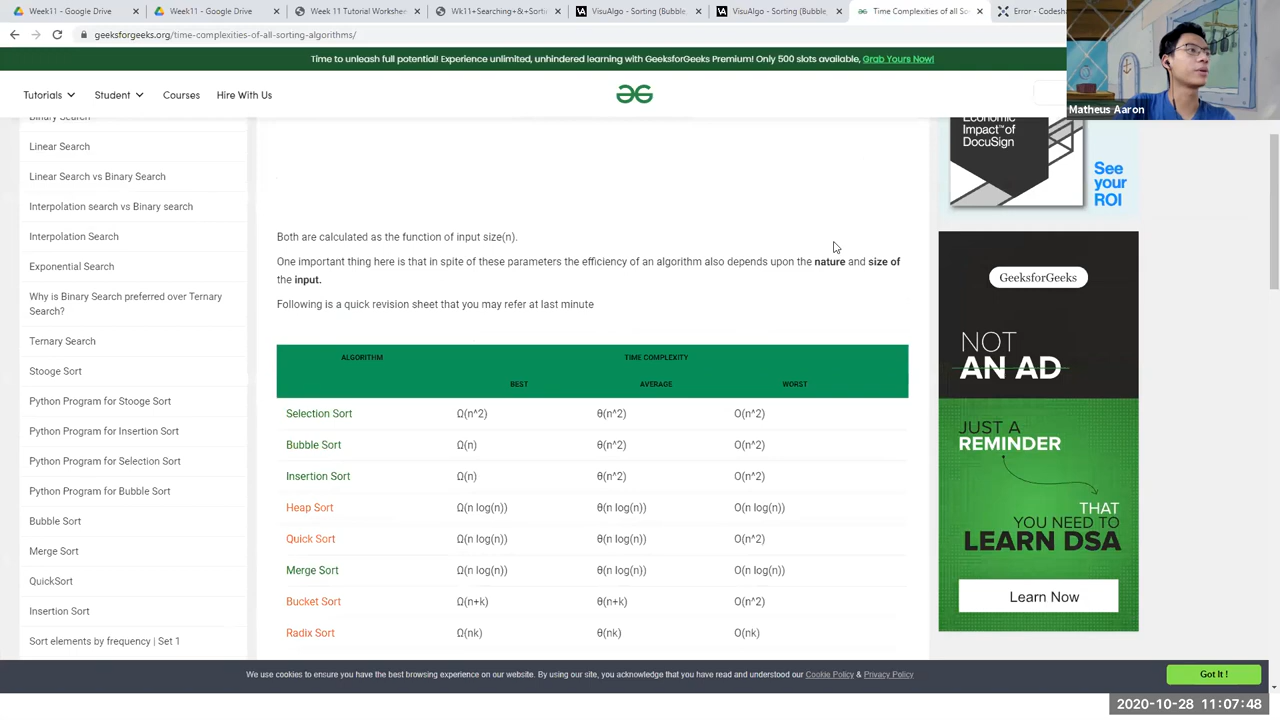 Week11 - Google Drive
Week11 - Google Drive
Week 11 Tutorial Workshe
Wk11+Searching+&+Sorti
VisuAlgo - Sorting (Bubble,
VisuAlgo - Sorting (Bubble,
Time Complexities of all So
Error - Codesh
geeksforgeeks.org/time-complexities-of-all-sorting-algorithms/
Time to unleash full potential! Experience unlimited, unhindered learning with GeeksforGeeks Premium! Only 500 slots available, Grab Yours Now!
Tutorials Student Courses Hire With Us
Matheus Aaron
Binary Search
Linear Search
Linear Search vs Binary Search
Interpolation search vs Binary search
Interpolation Search
Exponential Search
Why is Binary Search preferred over Ternary
Search?
Ternary Search
Stooge Sort
Python Program for Stooge Sort
Python Program for Insertion Sort
Python Program for Selection Sort
Python Program for Bubble Sort
Bubble Sort
Merge Sort
QuickSort
Insertion Sort
Sort elements by frequency | Set 1
Both are calculated as the function of input size(n).
One important thing here is that in spite of these parameters the efficiency of an algorithm also depends upon the nature and size of
the input.
Following is a quick revision sheet that you may refer at last minute
ALGORITHM TIME COMPLEXITY
BEST AVERAGE WORST
Selection Sort Ω(n^2) θ(n^2) O(n^2)
Bubble Sort Ω(n) θ(n^2) O(n^2)
Insertion Sort Ω(n) θ(n^2) O(n^2)
Heap Sort Ω(n log(n)) θ(n log(n)) O(n log(n))
Quick Sort Ω(n log(n)) θ(n log(n)) O(n^2)
Merge Sort Ω(n log(n)) θ(n log(n)) O(n log(n))
Bucket Sort Ω(n+k) θ(n+k) O(n^2)
Radix Sort Ω(nk) θ(nk) O(nk)
Economic
Impact™of
DocuSign
See
your
ROI
GeeksforGeeks
NOT
AN AD
JUST A
REMINDER
THAT
YOU NEED TO
LEARN DSA
Learn Now
We use cookies to ensure you have the best browsing experience on our website. By using our site, you acknowledge that you have read and understood our Cookie Policy & Privacy Policy
Got It !
2020-10-28 11:07:48